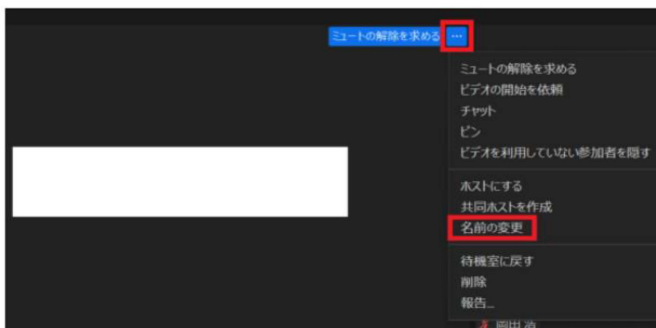 ミュートの解除を求める ...
ミュートの解除を求める
ビデオの開始を依頼
チャット
ピン
ビデオを利用していない参加者を隠す
ホストにする
共同ホストを作成
名前の変更
待機室に戻す
削除
報告...